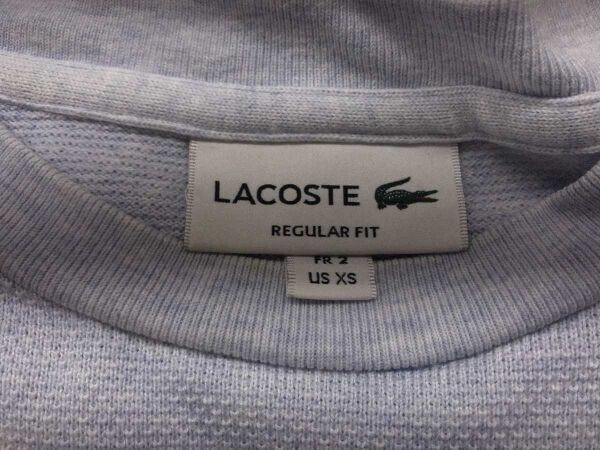 LACOSTE
REGULAR FIT
FR 2
US XS